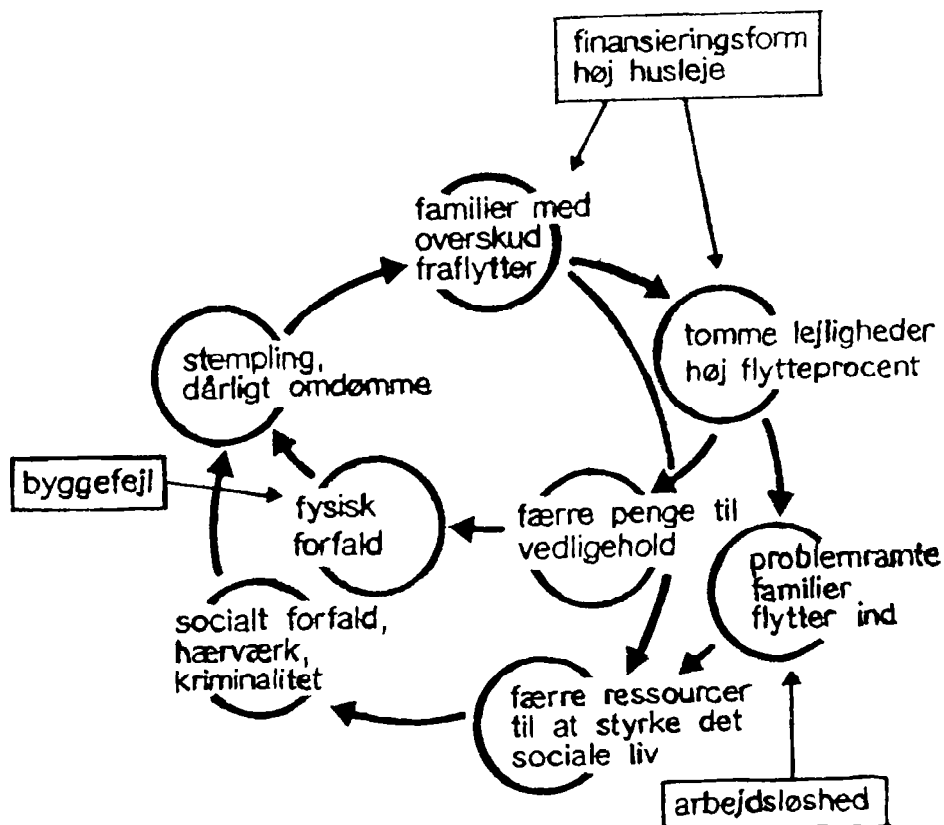 finansieringsform
høj husleje
familier med
overskud
fraflytter
tomme lejligheder
høj flytteprocent
stempling,
dårligt omdømme
byggefejl
fysisk
forfald
færre penge til
vedligehold
problemramte
familier
flytter ind
socialt forfald,
hærværk,
kriminalitet
færre ressourcer
til at styrke det
sociale liv
arbejdsløshed